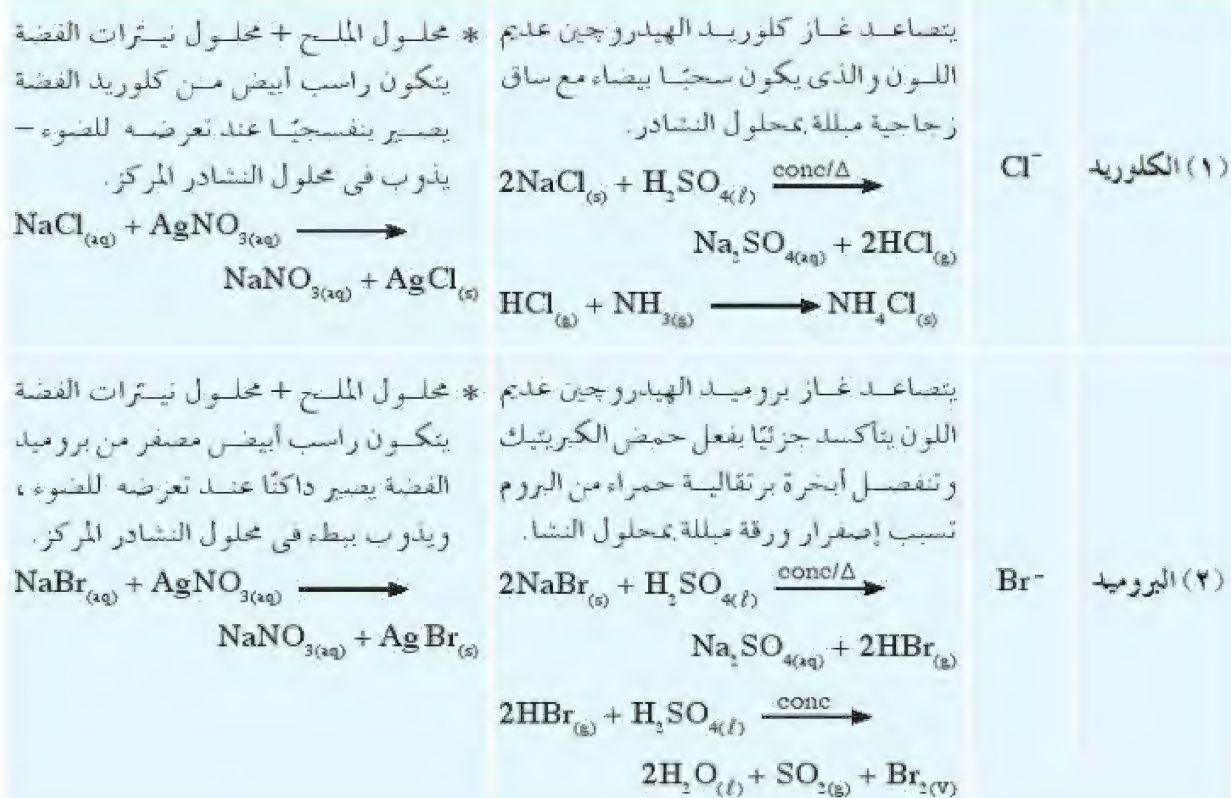 (١) الكلوريد
Cl⁻
يتصاعد غاز كلوريد الهيدروچين عديم
اللون والذى يكون سحبًا بيضاء مع ساق
زجاجية مبللة بمحلول النشادر.
2NaCl(s) + H₂SO₄(ℓ) conc/Δ ⟶
Na₂SO₄(aq) + 2HCl(g)
HCl(g) + NH₃(g) ⟶ NH₄Cl(s)
* محلول الملح + محلول نيترات الفضة
يتكون راسب أبيض من كلوريد الفضة
يصير بنفسجيًا عند تعرضه للضوء –
يذوب فى محلول النشادر المركز.
NaCl(aq) + AgNO₃(aq) ⟶
NaNO₃(aq) + AgCl(s)
(٢) البروميد
Br⁻
يتصاعد غاز بروميد الهيدروچين عديم
اللون يتأكسد جزئيًا بفعل حمض الكبريتيك
وتنفصل أبخرة برتقالية حمراء من البروم
تسبب إصفرار ورقة مبللة بمحلول النشا.
2NaBr(s) + H₂SO₄(ℓ) conc/Δ ⟶
Na₂SO₄(aq) + 2HBr(g)
2HBr(g) + H₂SO₄(ℓ) conc ⟶
2H₂O(ℓ) + SO₂(g) + Br₂(V)
* محلول الملح + محلول نيترات الفضة
يتكون راسب أبيض مصفر من بروميد
الفضة يصير داكنًا عند تعرضه للضوء ،
ويذوب ببطء فى محلول النشادر المركز.
NaBr(aq) + AgNO₃(aq) ⟶
NaNO₃(aq) + AgBr(s)